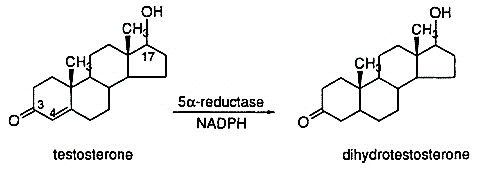 OH
CH3
17
CH3
3
4
O
testosterone
5α-reductase
NADPH
OH
CH3
CH3
O
dihydrotestosterone